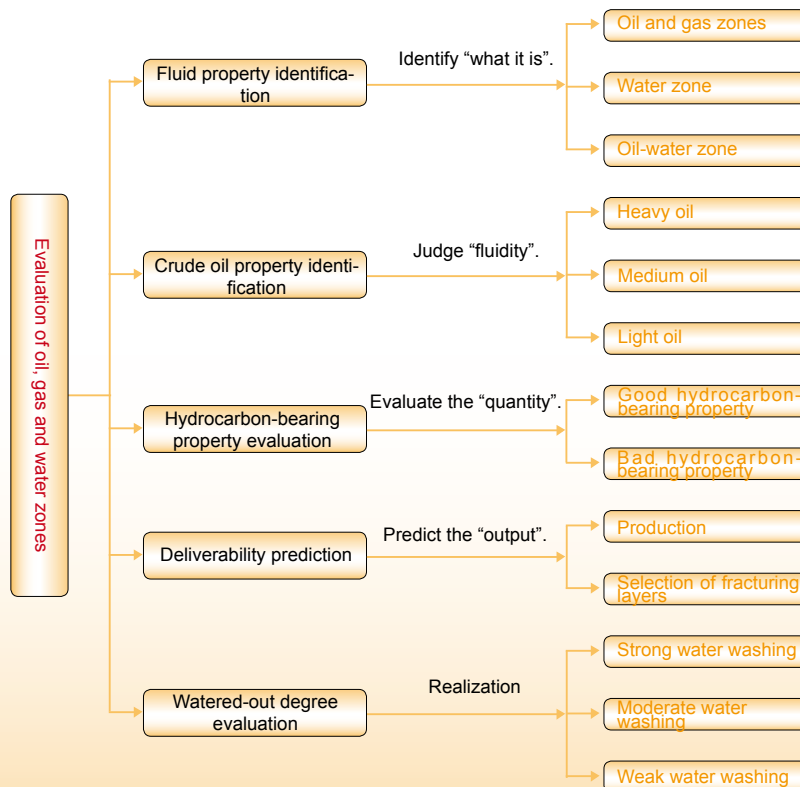 Evaluation of oil, gas and water zones
Fluid property identifica-
tion
Identify “what it is”.
Oil and gas zones
Water zone
Oil-water zone
Crude oil property identi-
fication
Judge “fluidity”.
Heavy oil
Medium oil
Light oil
Hydrocarbon-bearing
property evaluation
Evaluate the “quantity”.
Good hydrocarbon-
bearing property
Bad hydrocarbon-
bearing property
Deliverability prediction
Predict the “output”.
Production
Selection of fracturing
layers
Watered-out degree
evaluation
Realization
Strong water washing
Moderate water
washing
Weak water washing